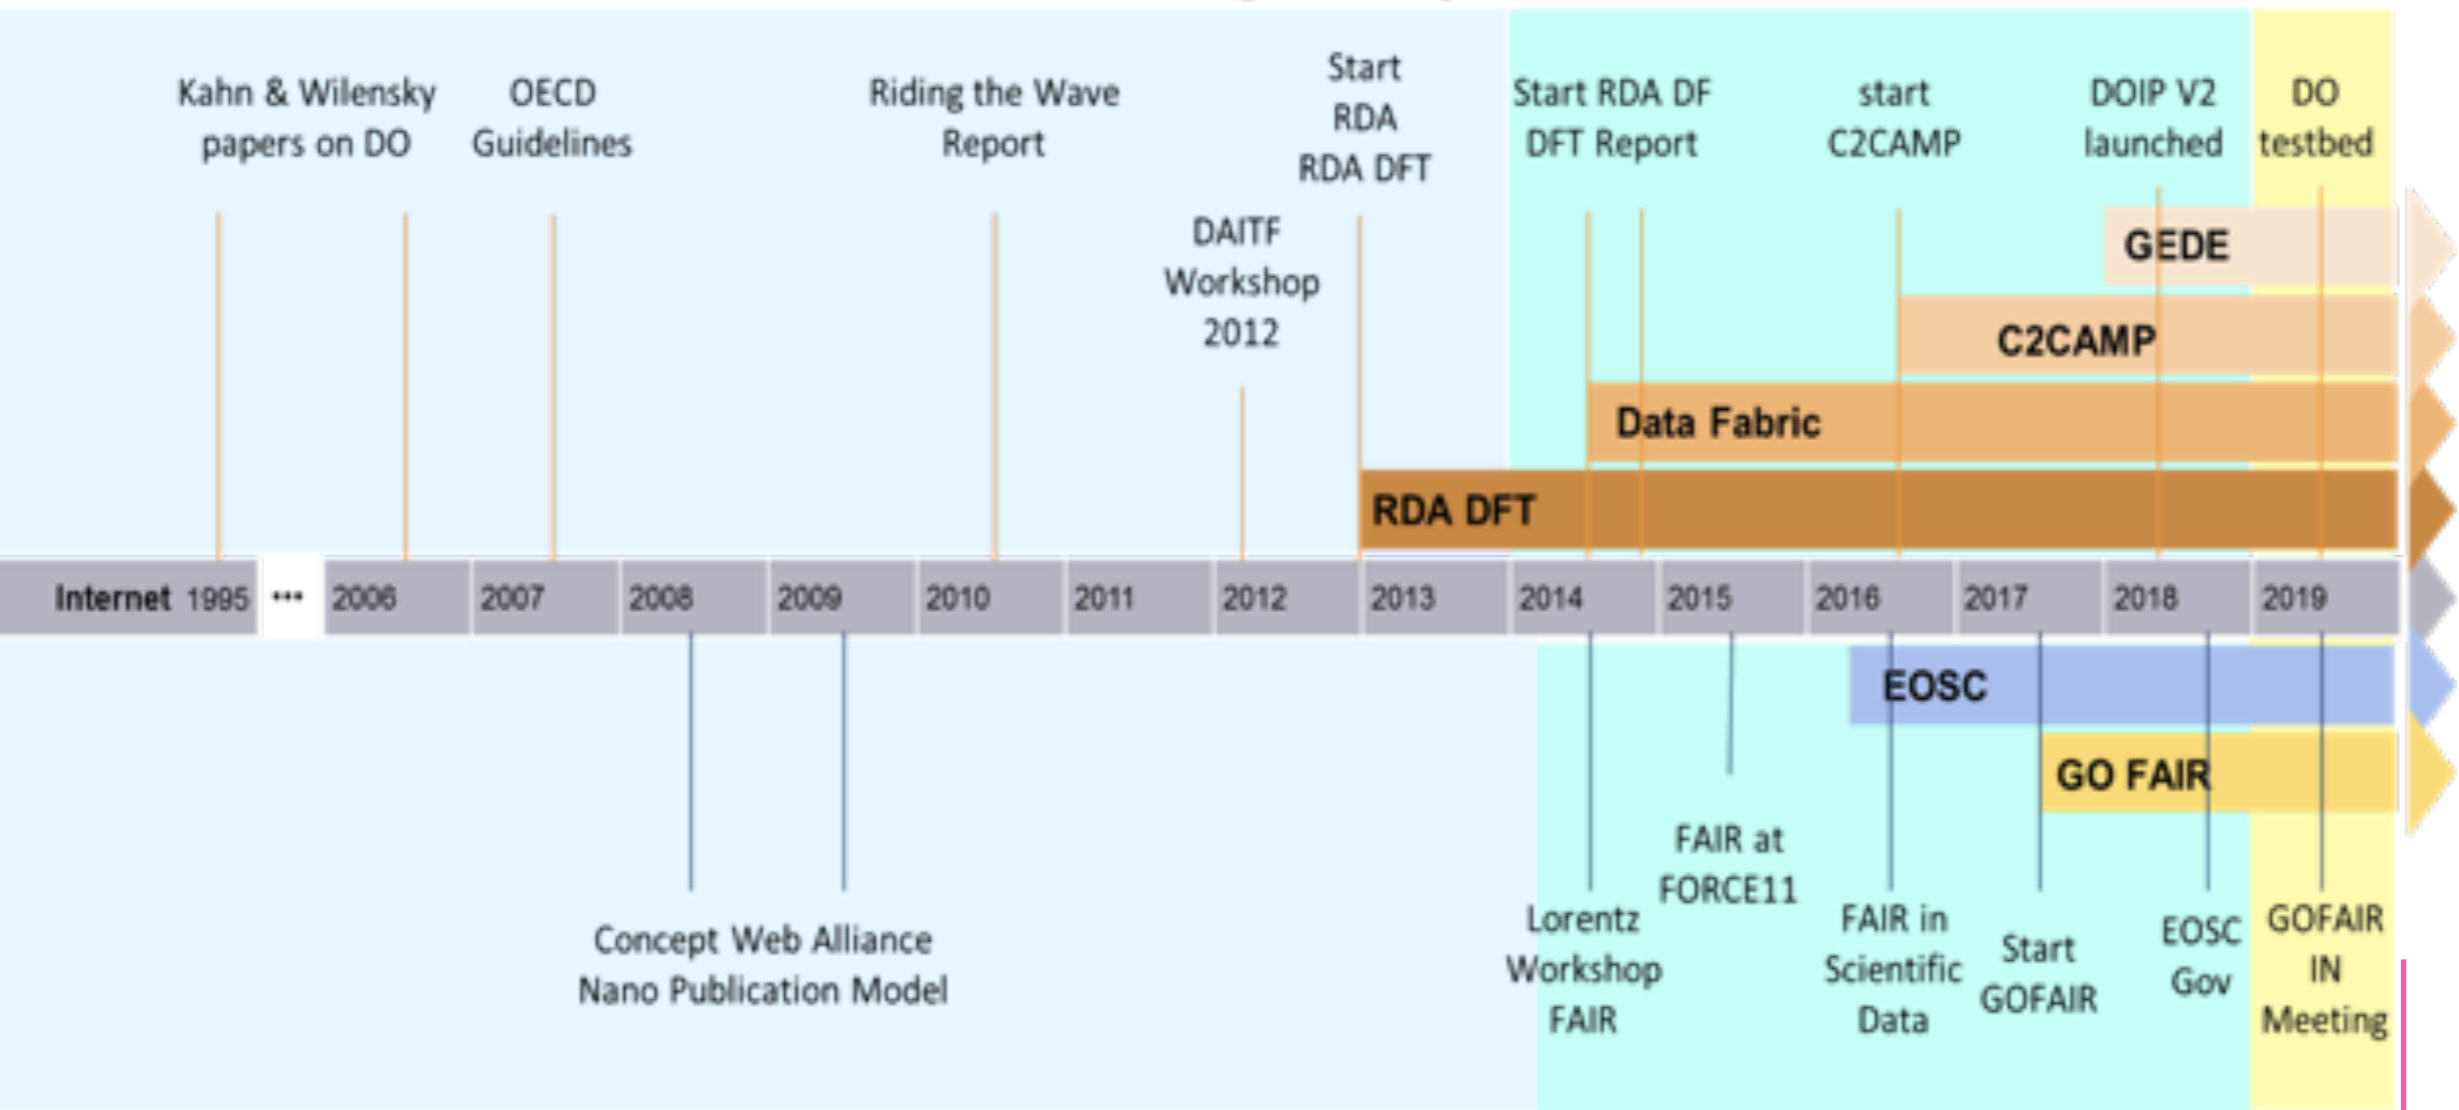 Kahn & Wilensky
papers on DO
OECD
Guidelines
Riding the Wave
Report
DAITF
Workshop
2012
Start
RDA
RDA DFT
Start RDA DF
DFT Report
start
C2CAMP
DOIP V2
launched
DO
testbed
GEDE
C2CAMP
Data Fabric
RDA DFT
Internet 1995 ... 2006 2007 2008 2009 2010 2011 2012 2013 2014 2015 2016 2017 2018 2019
EOSC
GO FAIR
Concept Web Alliance
Nano Publication Model
Lorentz
Workshop
FAIR
FAIR at
FORCE11
FAIR in
Scientific
Data
Start
GOFAIR
EOSC
Gov
GOFAIR
IN
Meeting